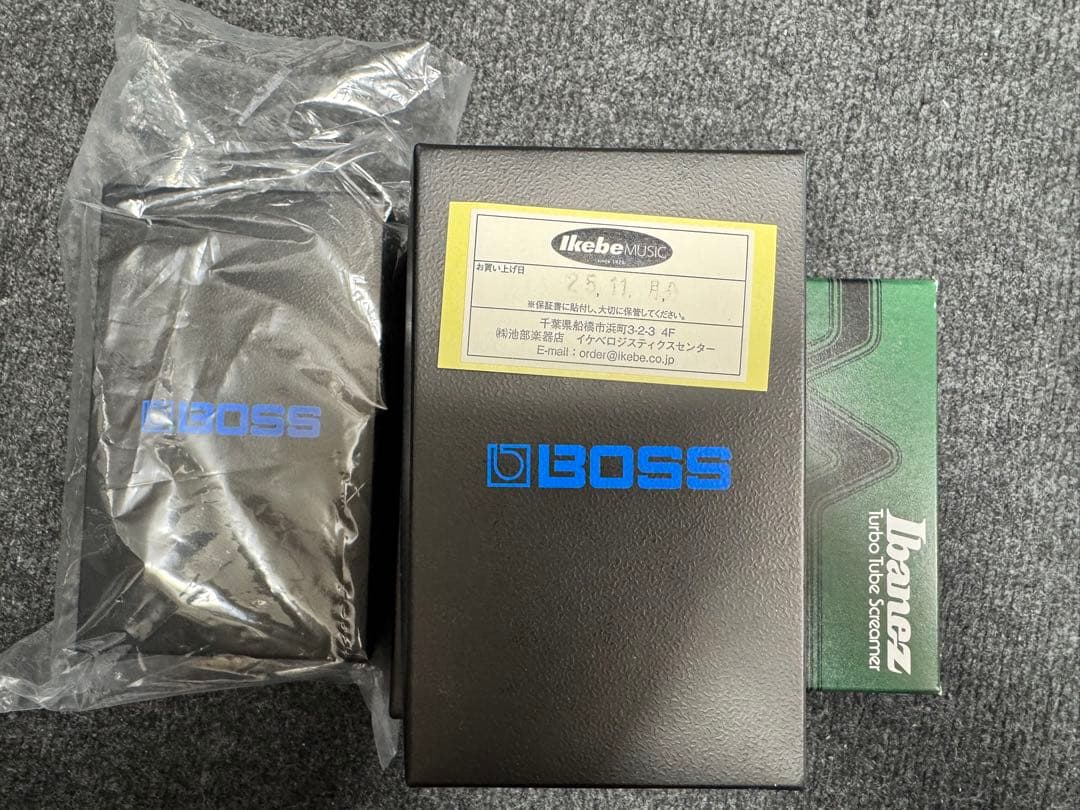 BOSS
Ikebe MUSIC
since 1975
お買い上げ日
25.11.
※保証書に貼付し、大切に保管してください。
千葉県船橋市浜町3-2-3 4F
㈱池部楽器店 イケベロジスティクスセンター
E-mail：order@ikebe.co.jp
BOSS
Ibanez
Turbo Tube Screamer